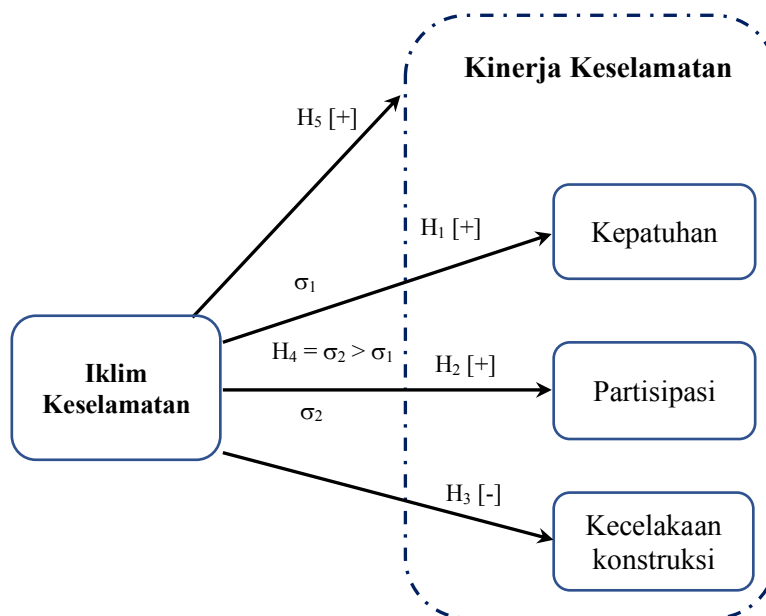 Kinerja Keselamatan
H₅ [+]
H₁ [+]
Kepatuhan
σ₁
H₄ = σ₂ > σ₁
H₂ [+]
Iklim
Keselamatan
Partisipasi
σ₂
H₃ [-]
Kecelakaan
konstruksi